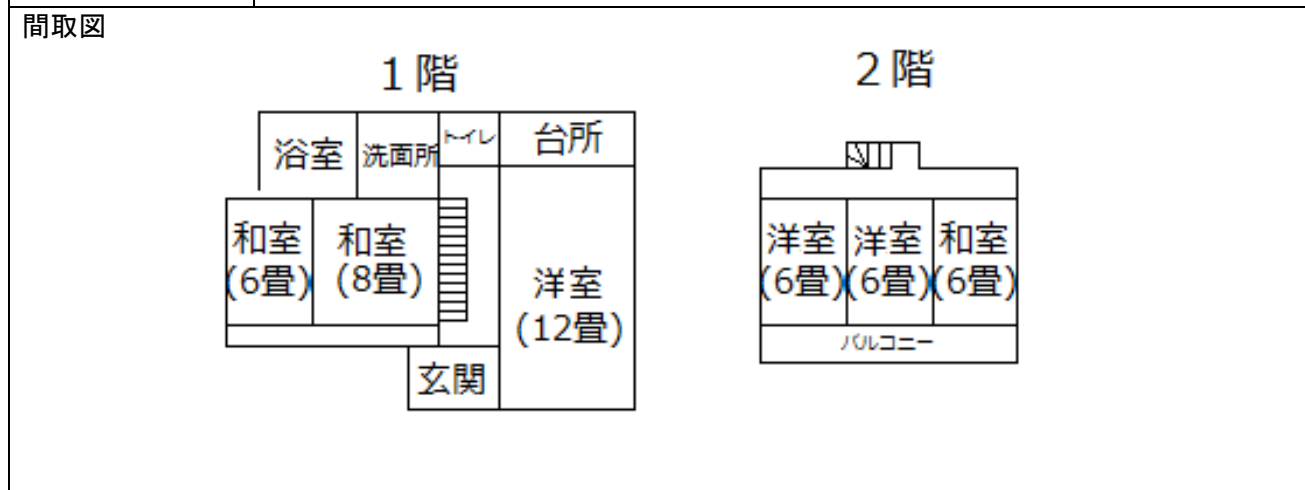 間取図
１階
浴室
洗面所
トイレ
台所
和室
(6畳)
和室
(8畳)
洋室
(12畳)
玄関
２階
洋室
(6畳)
洋室
(6畳)
和室
(6畳)
バルコニー